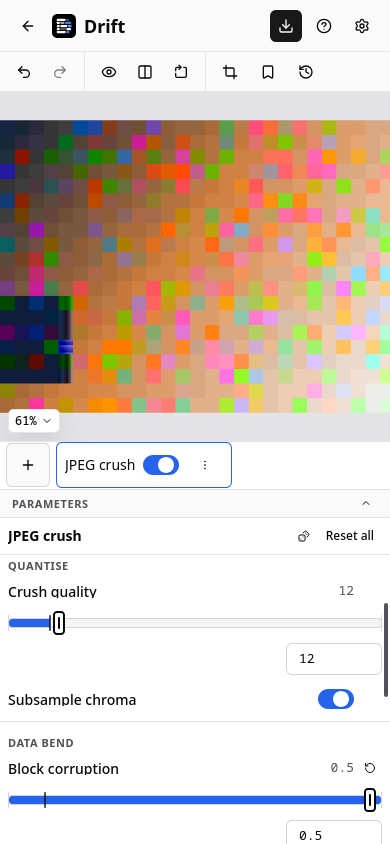 Drift
61%
JPEG crush
PARAMETERS
JPEG crush
Reset all
QUANTISE
Crush quality
12
12
Subsample chroma
DATA BEND
Block corruption
0.5
0.5